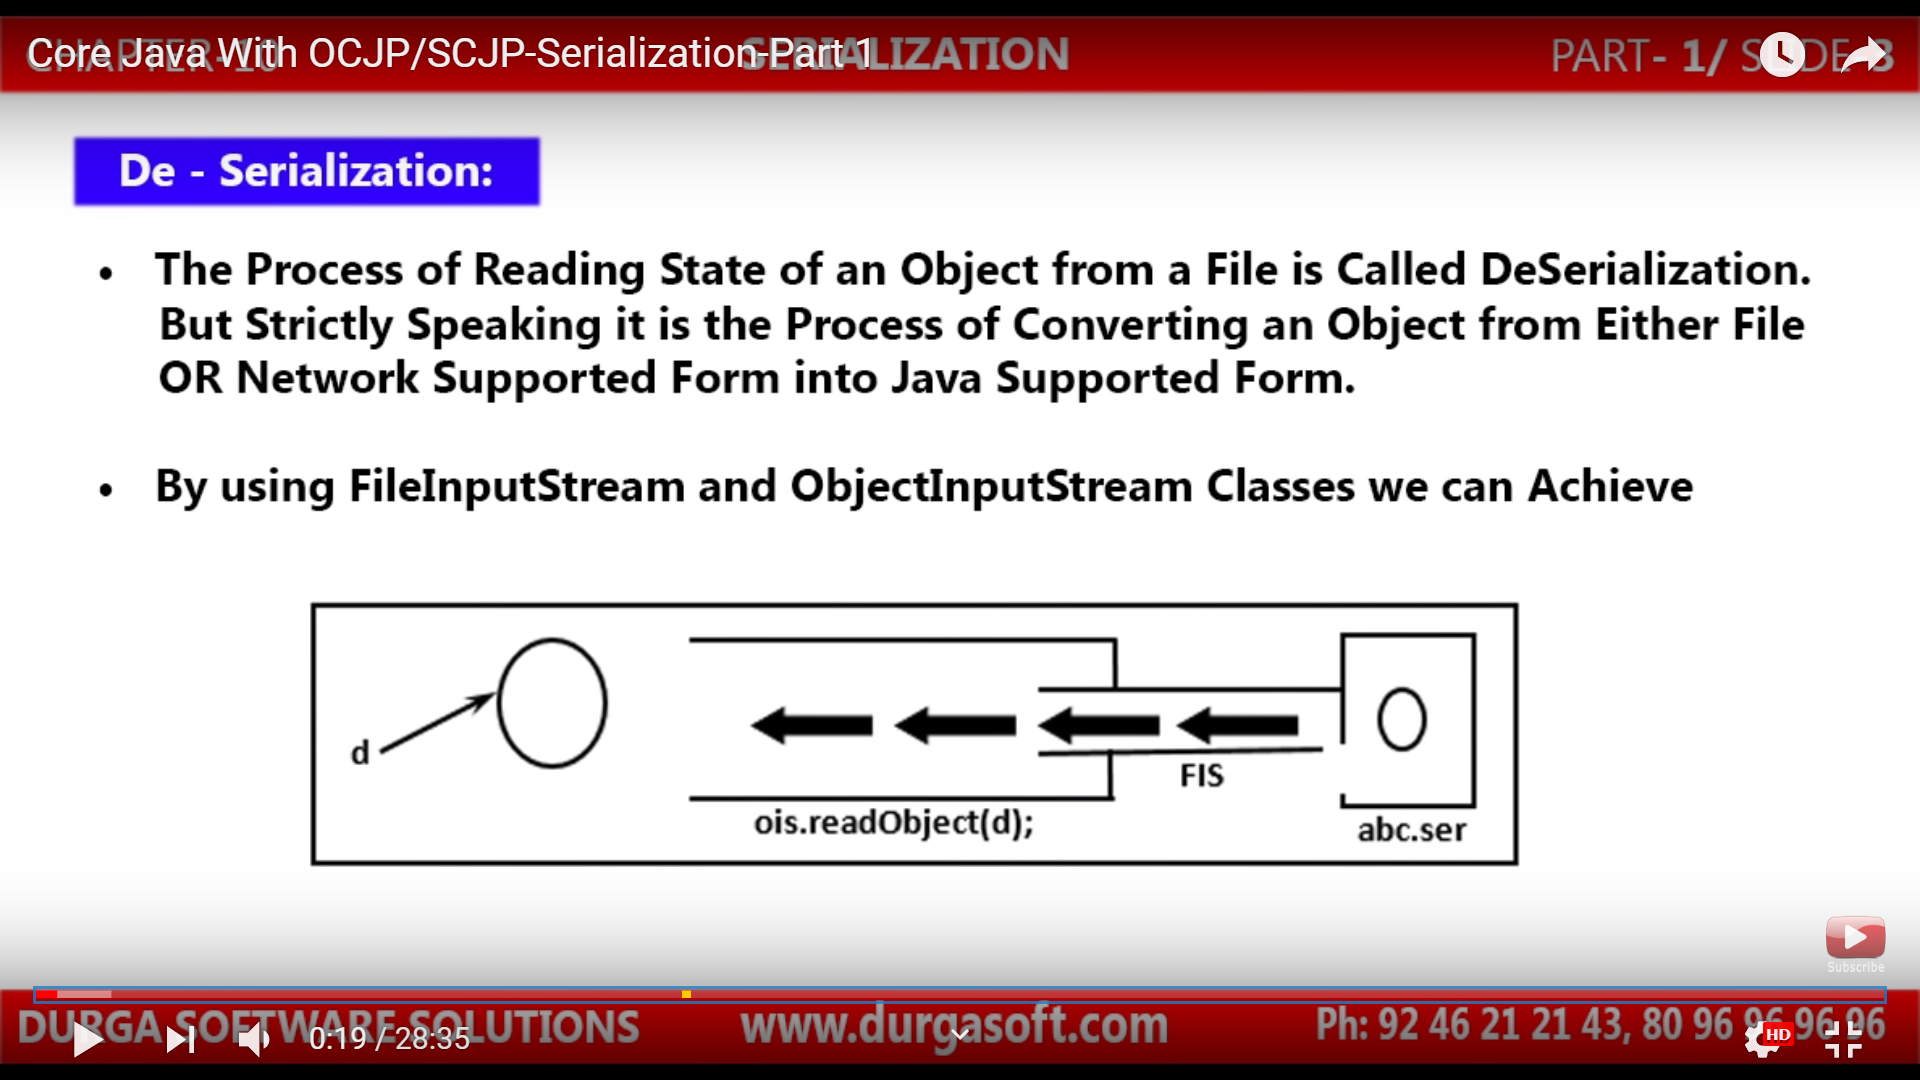 Core Java With OCJP/SCJP-Serialization-Part 1
CHAPTER-10
SERIALIZATION
PART- 1/ SLIDE-3
De - Serialization:
• The Process of Reading State of an Object from a File is Called DeSerialization.
But Strictly Speaking it is the Process of Converting an Object from Either File
OR Network Supported Form into Java Supported Form.
• By using FileInputStream and ObjectInputStream Classes we can Achieve
d
FIS
ois.readObject(d);
abc.ser
Subscribe
DURGA SOFTWARE SOLUTIONS
www.durgasoft.com
Ph: 92 46 21 21 43, 80 96 96 96 96
0:19 / 28:35
HD